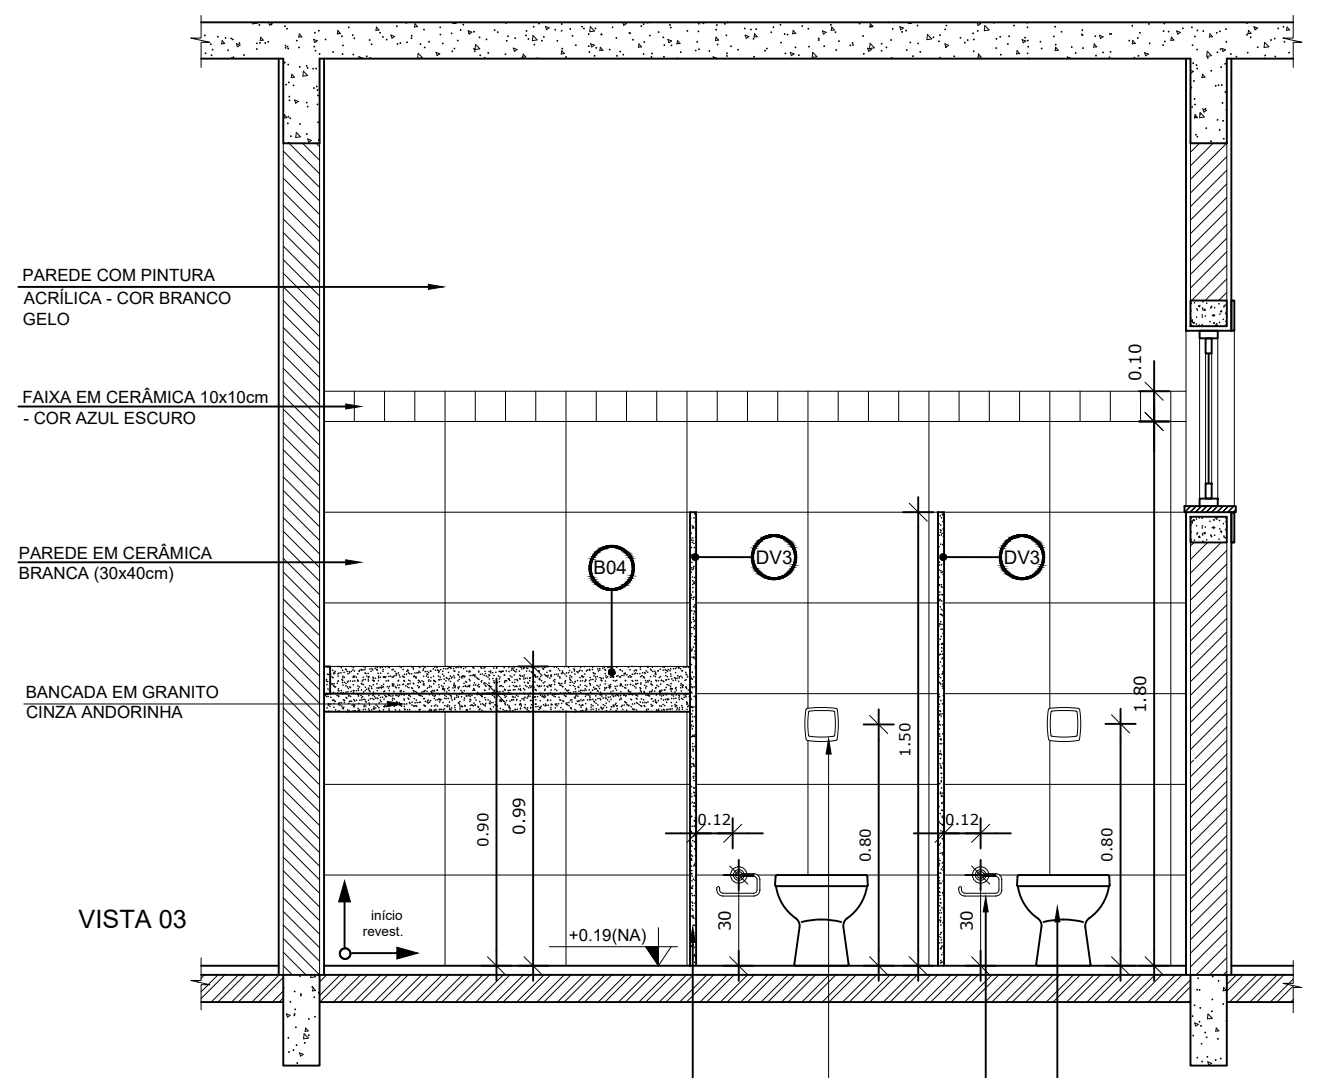 PAREDE COM PINTURA
ACRÍLICA - COR BRANCO
GELO
0.10
FAIXA EM CERÂMICA 10x10cm
- COR AZUL ESCURO
PAREDE EM CERÂMICA
BRANCA (30x40cm)
B04
DV3
DV3
BANCADA EM GRANITO
CINZA ANDORINHA
1.80
1.50
0.90
0.99
0.12
0.80
0.12
0.80
VISTA 03
início
revest.
+0.19(NA)
30
30